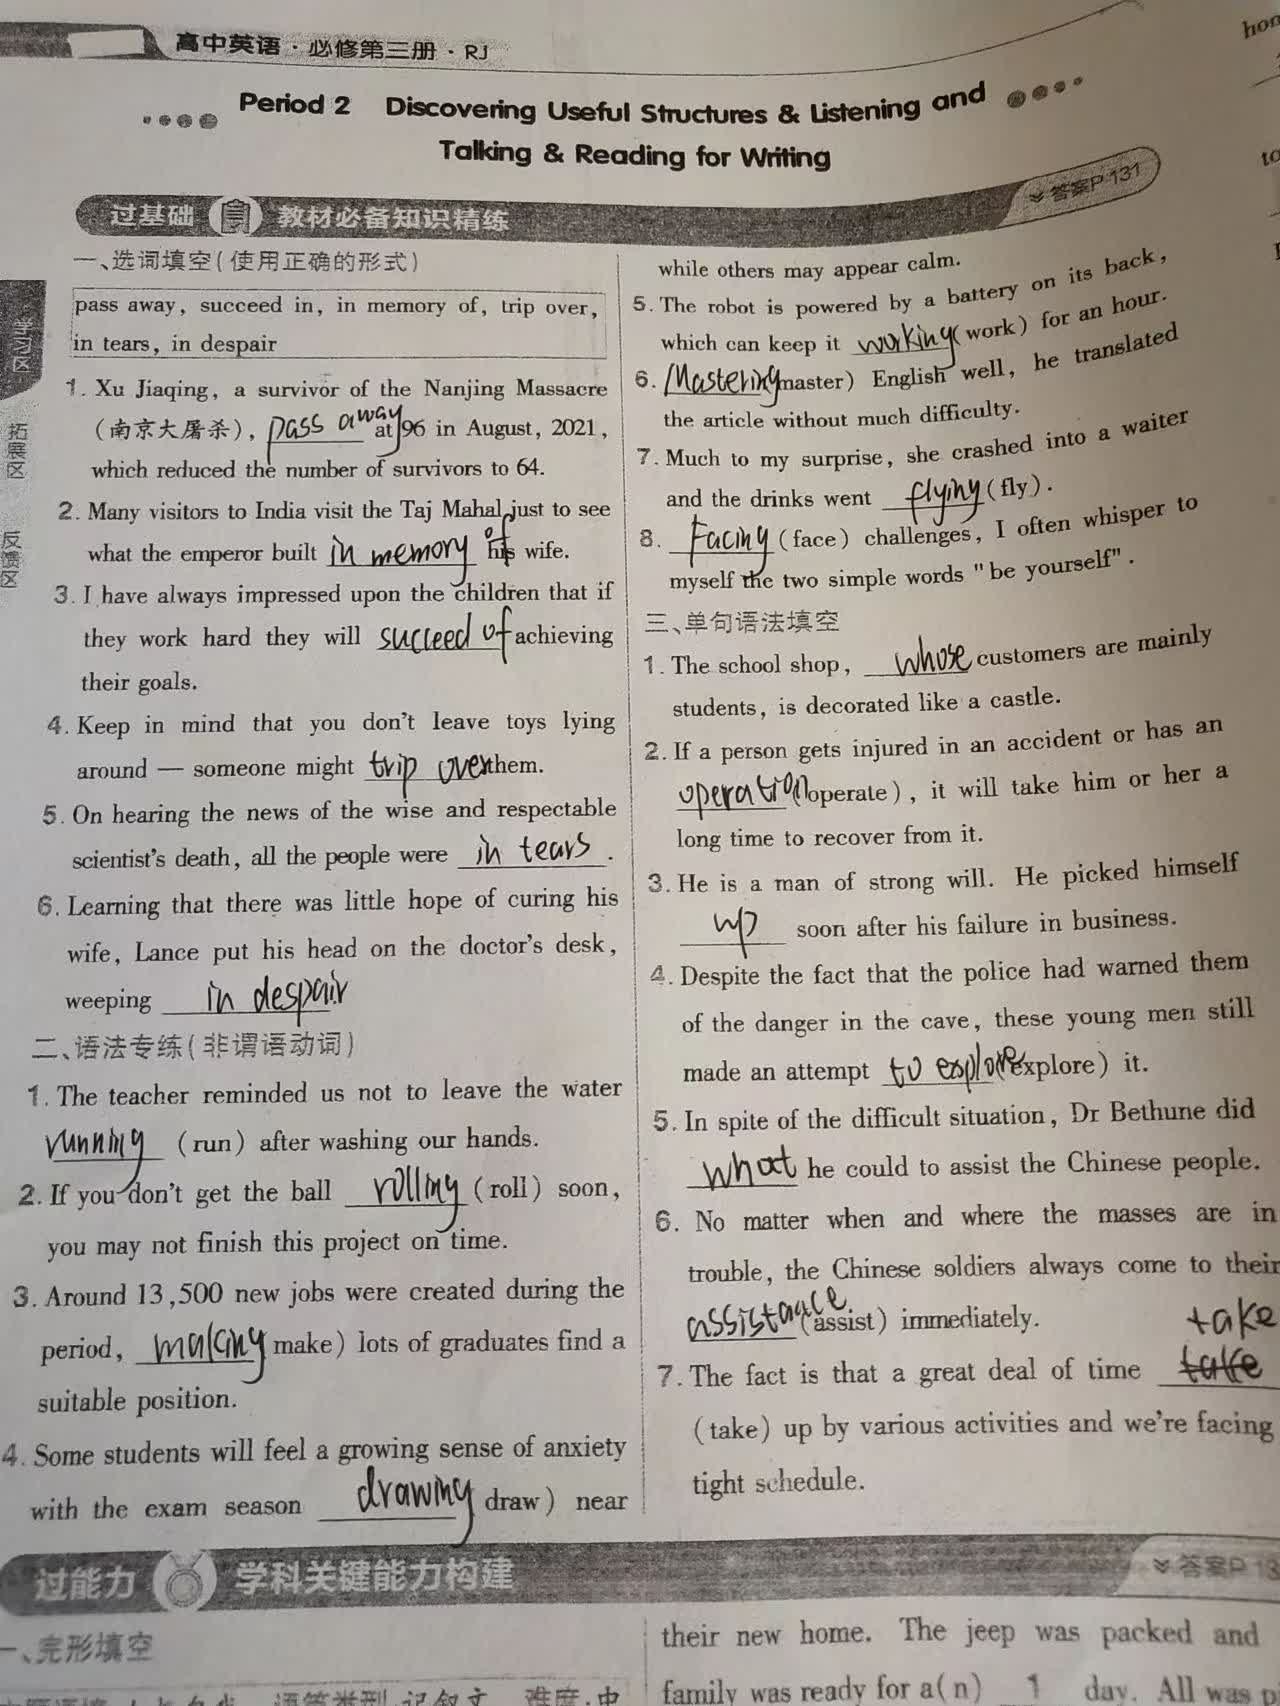 高中英语·必修第三册·RJ
Period 2 Discovering Useful Structures & Listening and
Talking & Reading for Writing
过基础 教材必备知识精练 答案P 131
一、选词填空(使用正确的形式)
pass away, succeed in, in memory of, trip over,
in tears, in despair
1. Xu Jiaqing, a survivor of the Nanjing Massacre
(南京大屠杀), pass away at 96 in August, 2021,
which reduced the number of survivors to 64.
2. Many visitors to India visit the Taj Mahal just to see
what the emperor built in memory of his wife.
3. I have always impressed upon the children that if
they work hard they will succeed of achieving
their goals.
4. Keep in mind that you don't leave toys lying
around — someone might trip over them.
5. On hearing the news of the wise and respectable
scientist's death, all the people were in tears.
6. Learning that there was little hope of curing his
wife, Lance put his head on the doctor's desk,
weeping in despair
二、语法专练(非谓语动词)
1. The teacher reminded us not to leave the water
running (run) after washing our hands.
2. If you don't get the ball rolling (roll) soon,
you may not finish this project on time.
3. Around 13,500 new jobs were created during the
period, making make) lots of graduates find a
suitable position.
4. Some students will feel a growing sense of anxiety
with the exam season drawing draw) near
while others may appear calm.
5. The robot is powered by a battery on its back,
which can keep it working (work) for an hour.
6. Mastering master) English well, he translated
the article without much difficulty.
7. Much to my surprise, she crashed into a waiter
and the drinks went flying (fly).
8. Facing (face) challenges, I often whisper to
myself the two simple words "be yourself".
三、单句语法填空
1. The school shop, whose customers are mainly
students, is decorated like a castle.
2. If a person gets injured in an accident or has an
operation (operate), it will take him or her a
long time to recover from it.
3. He is a man of strong will. He picked himself
up soon after his failure in business.
4. Despite the fact that the police had warned them
of the danger in the cave, these young men still
made an attempt to explore (explore) it.
5. In spite of the difficult situation, Dr Bethune did
what he could to assist the Chinese people.
6. No matter when and where the masses are in
trouble, the Chinese soldiers always come to their
assistance (assist) immediately.
take
7. The fact is that a great deal of time take
(take) up by various activities and we're facing
tight schedule.
学习区
拓展区
反馈区
过能力 学科关键能力构建 答案P 13
一、完形填空
语篇类型:记叙文 难度:中
their new home. The jeep was packed and
family was ready for a(n) 1 day. All was